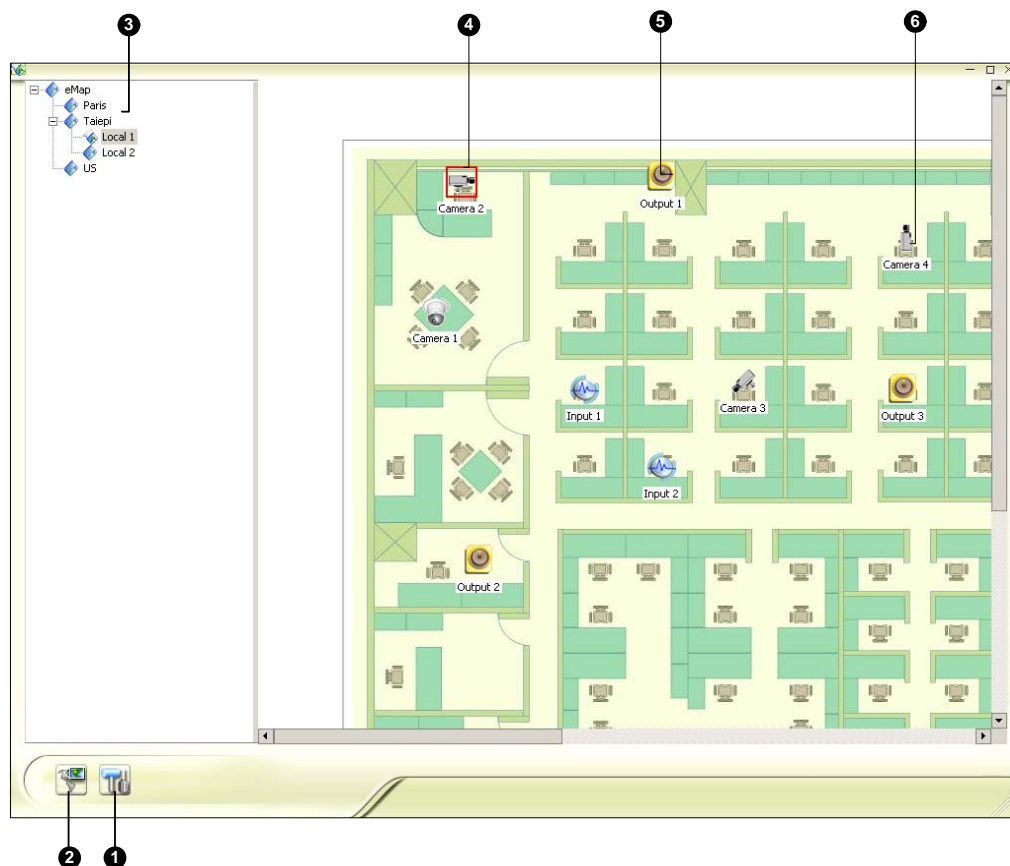 3
4
5
6
eMap
Paris
Taiepi
Local 1
Local 2
US
Camera 2
Output 1
Camera 4
Camera 1
Input 1
Camera 3
Output 3
Input 2
Output 2
2
1